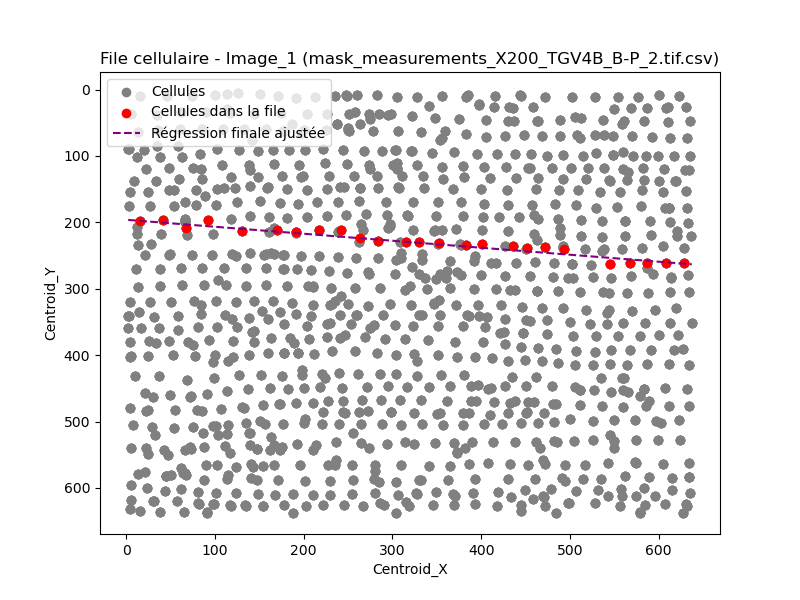 File cellulaire - Image_1 (mask_measurements_X200_TGV4B_B-P_2.tif.csv)
Cellules
Cellules dans la file
Régression finale ajustée
0
100
200
300
400
500
600
Centroid_Y
0 100 200 300 400 500 600
Centroid_X